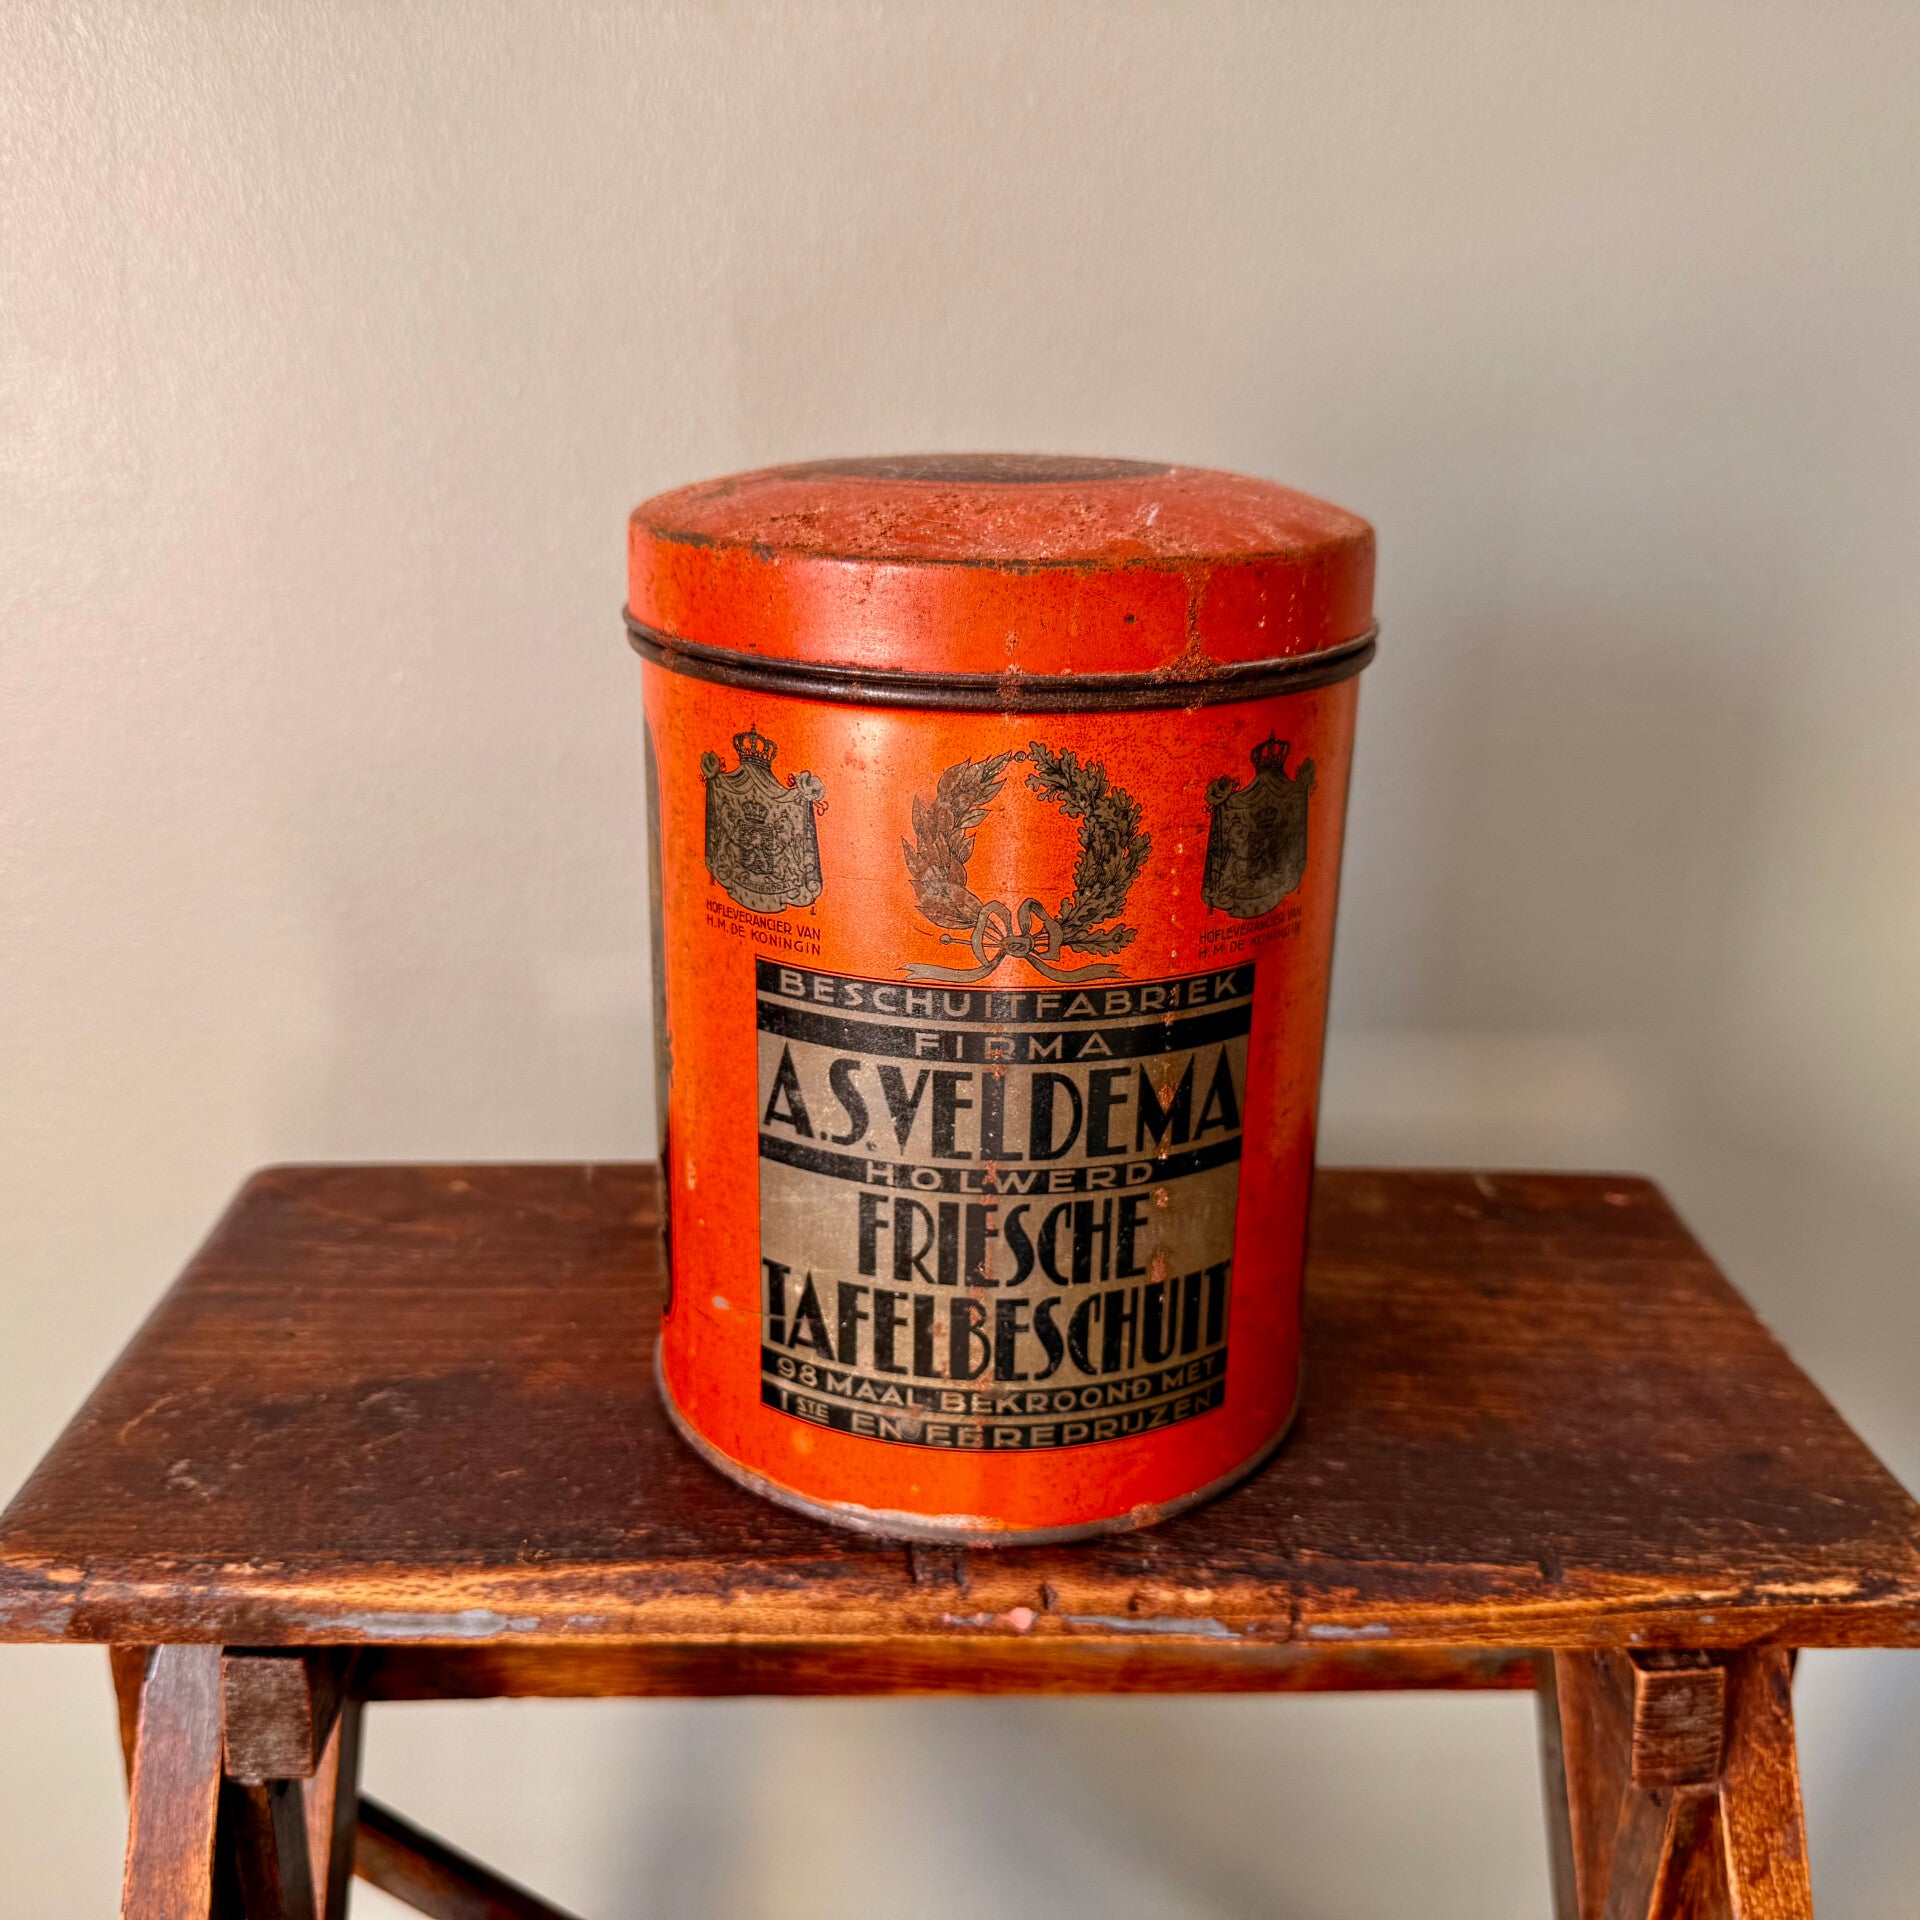 HOFLEVERANCIER VAN
H.M. DE KONINGIN
HOFLEVERANCIER VAN
H.M. DE KONINGIN
BESCHUITFABRIEK
FIRMA
A.S. VELDEMA
HOLWERD
FRIESCHE
TAFELBESCHUIT
98 MAAL BEKROOND MET
1STE EN EEREPRIJZEN